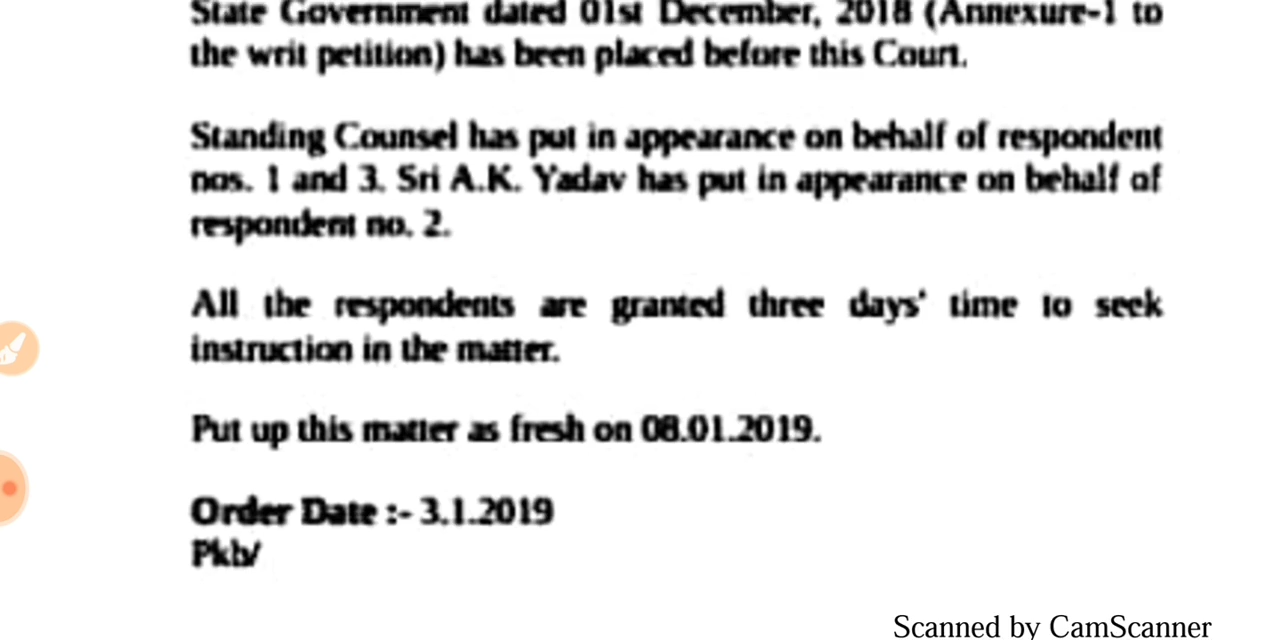 State Government dated 01st December, 2018 (Annexure-1 to
the writ petition) has been placed before this Court.
Standing Counsel has put in appearance on behalf of respondent
nos. 1 and 3. Sri A.K. Yadav has put in appearance on behalf of
respondent no. 2.
All the respondents are granted three days' time to seek
instruction in the matter.
Put up this matter as fresh on 08.01.2019.
Order Date :- 3.1.2019
Pkb/
Scanned by CamScanner